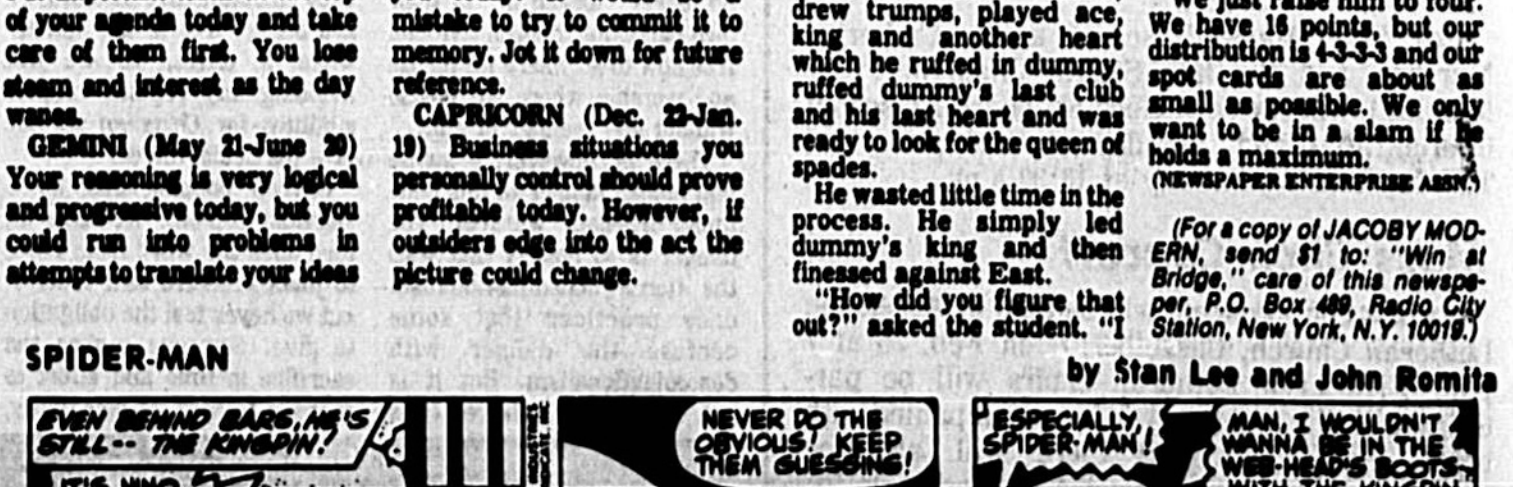 of your agenda today and take
care of them first. You lose
steam and interest as the day
wanes.
GEMINI (May 21-June 20)
Your reasoning is very logical
and progressive today, but you
could run into problems in
attempts to translate your ideas
mistake to try to commit it to
memory. Jot it down for future
reference.
CAPRICORN (Dec. 22-Jan.
19) Business situations you
personally control should prove
profitable today. However, if
outsiders edge into the act the
picture could change.
drew trumps, played ace,
king and another heart
which he ruffed in dummy,
ruffed dummy's last club
and his last heart and was
ready to look for the queen of
spades.
He wasted little time in the
process. He simply led
dummy's king and then
finessed against East.
"How did you figure that
out?" asked the student. "I
We just raise him to four.
We have 16 points, but our
distribution is 4-3-3-3 and our
spot cards are about as
small as possible. We only
want to be in a slam if he
holds a maximum.
(NEWSPAPER ENTERPRISE ASSN.)
(For a copy of JACOBY MOD-
ERN, send $1 to: "Win at
Bridge," care of this newspa-
per, P.O. Box 489, Radio City
Station, New York, N.Y. 10019.)
SPIDER-MAN
by Stan Lee and John Romita
EVEN BEHIND BARS, HE'S
STILL-- THE KINGPIN!
NEVER DO THE
OBVIOUS! KEEP
THEM GUESSING!
ESPECIALLY,
SPIDER-MAN!
MAN, I WOULDN'T
WANNA BE IN THE
WEB-HEAD'S BOOTS--
WITH THE KINGPIN